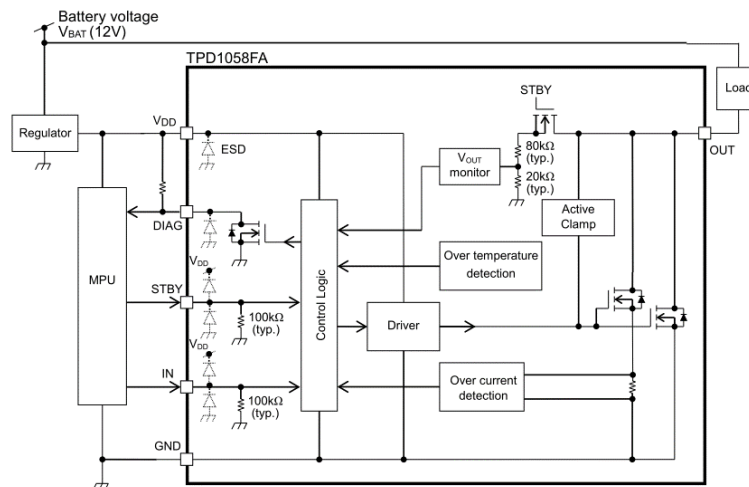 Battery voltage
VBAT (12V)
TPD1058FA
STBY
Load
Regulator
VDD
ESD
OUT
80kΩ
(typ.)
VOUT
monitor
20kΩ
(typ.)
DIAG
Active
Clamp
MPU
VDD
Over temperature
detection
STBY
100kΩ
(typ.)
Control Logic
Driver
VDD
IN
Over current
detection
100kΩ
(typ.)
GND